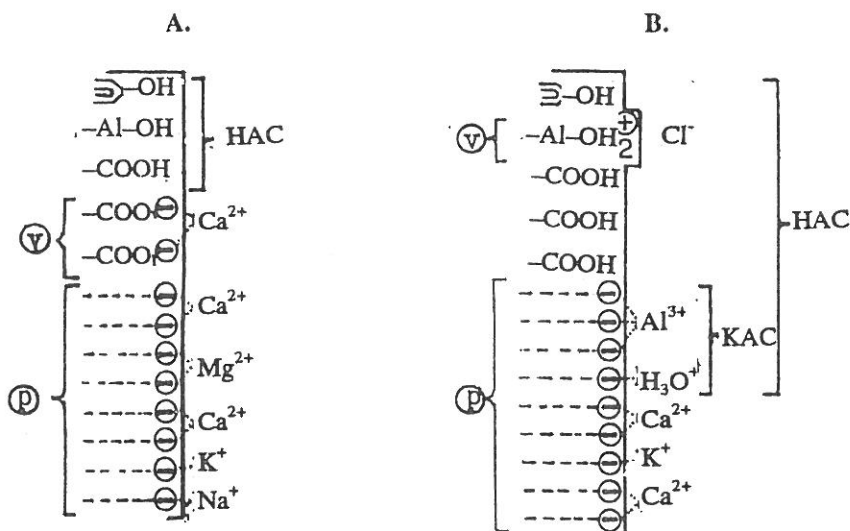 A.
–OH
–Al–OH
–COOH
HAC
–COO
–COO
v
Ca²⁺
p
Ca²⁺
Mg²⁺
Ca²⁺
K⁺
Na⁺
B.
–OH
–Al–OH₂
+
Cl⁻
v
–COOH
–COOH
–COOH
HAC
p
Al³⁺
H₃O⁺
KAC
Ca²⁺
K⁺
Ca²⁺